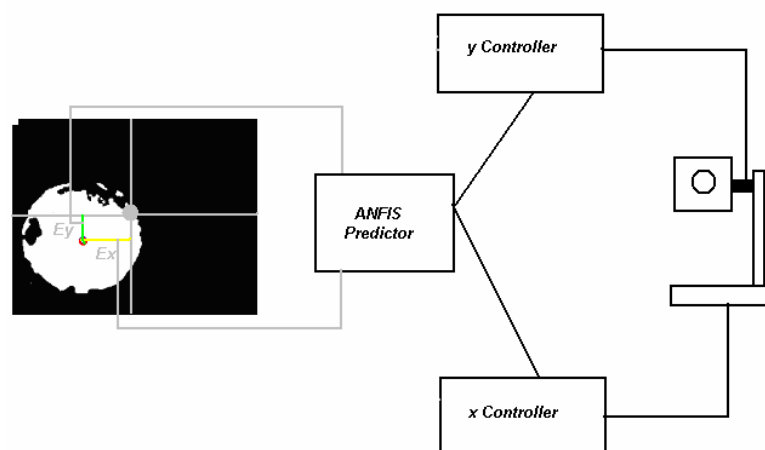 y Controller
ANFIS
Predictor
Ey
Ex
x Controller